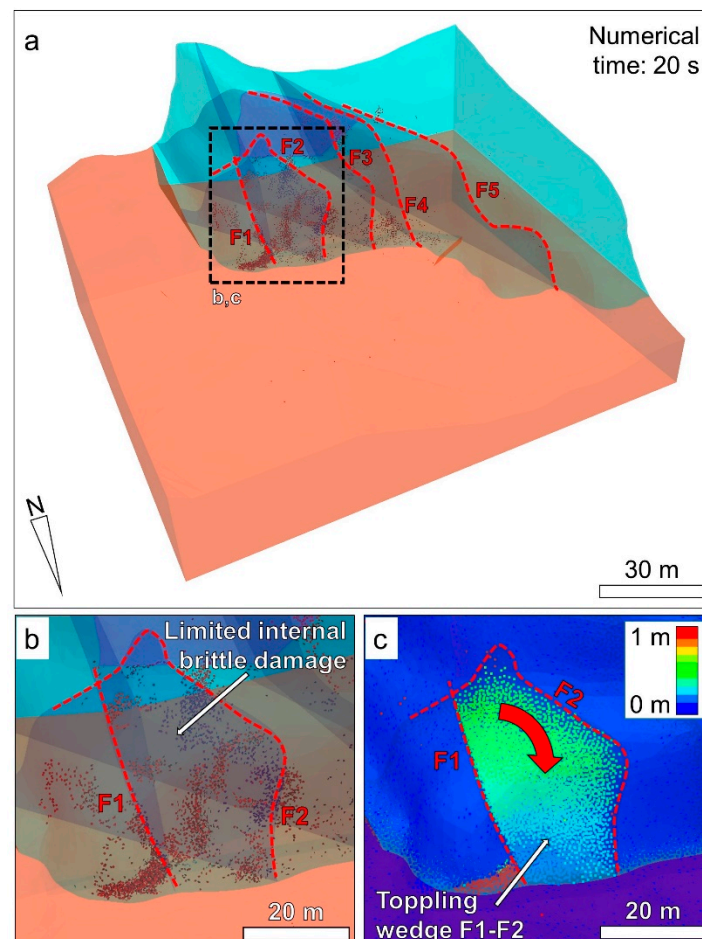 a
Numerical
time: 20 s
F2
F3
F1
F4
F5
b,c
N
30 m
b
Limited internal
brittle damage
F1
F2
20 m
c
1 m
0 m
F2
F1
Toppling
wedge F1-F2
20 m